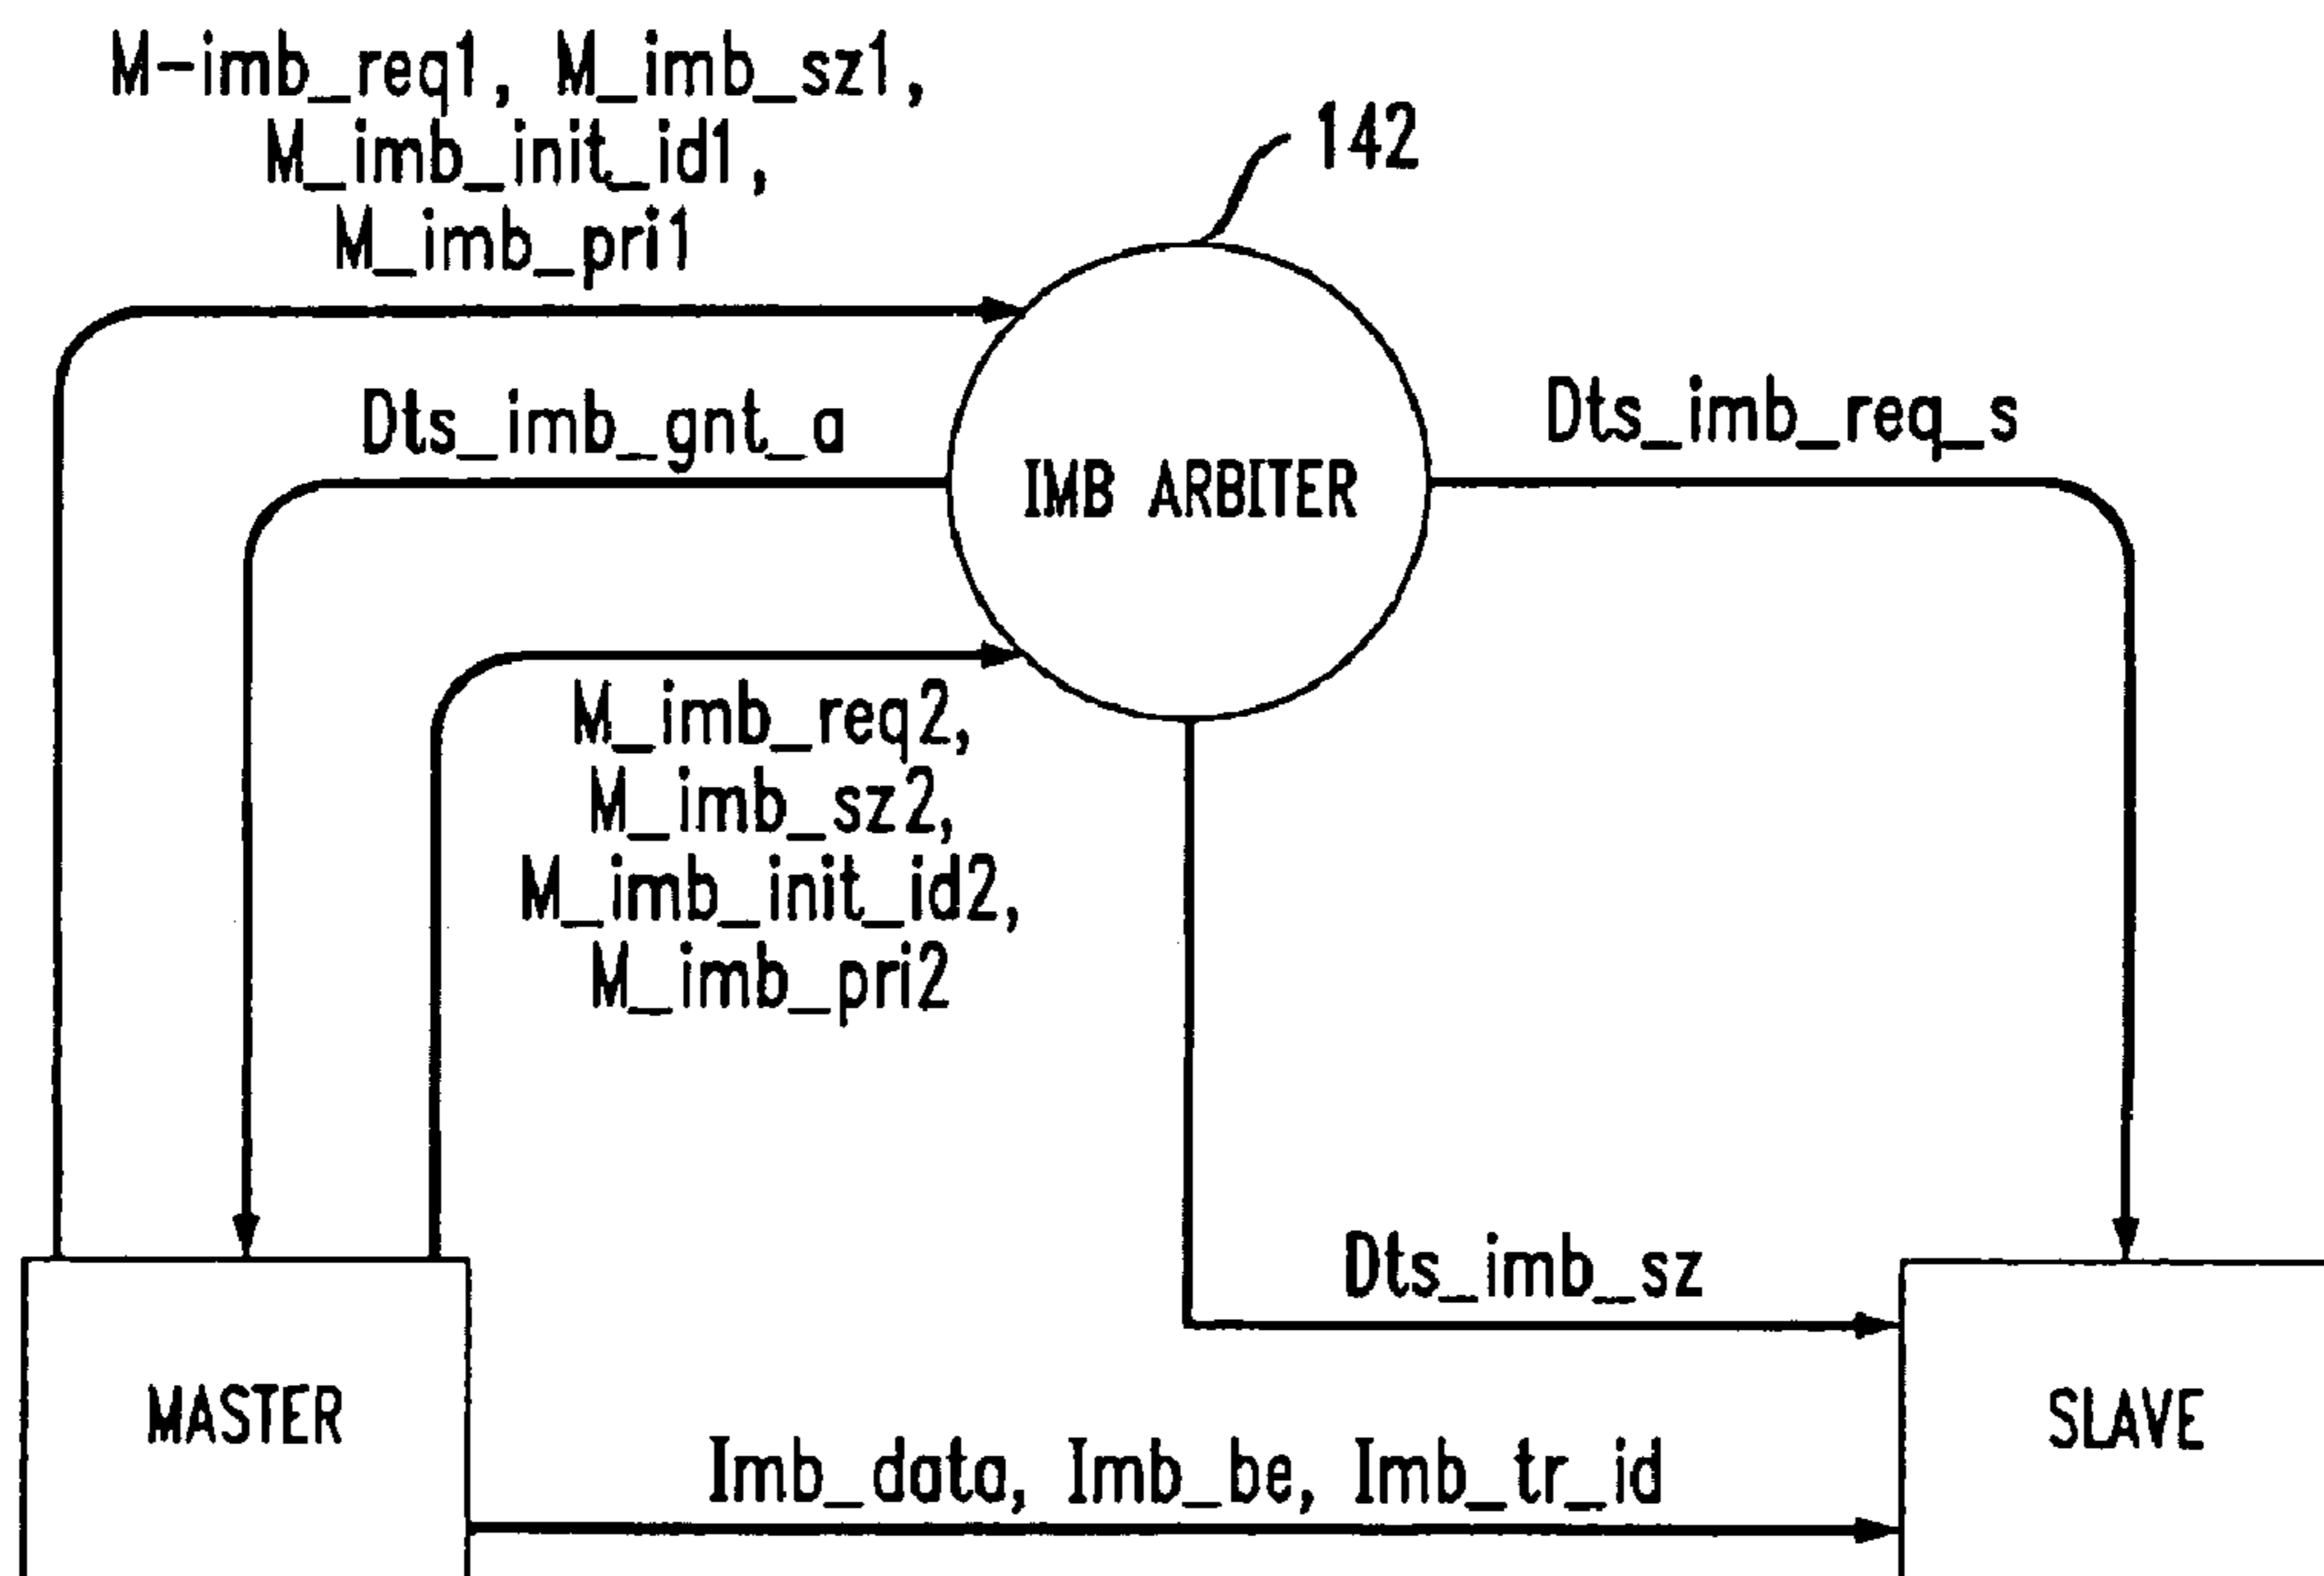 M-imb_req1, M_imb_sz1,
M_imb_init_id1,
M_imb_pri1
142
Dts_imb_gnt_a
Dts_imb_req_s
IMB ARBITER
M_imb_req2,
M_imb_sz2,
M_imb_init_id2,
M_imb_pri2
Dts_imb_sz
MASTER
SLAVE
Imb_data, Imb_be, Imb_tr_id